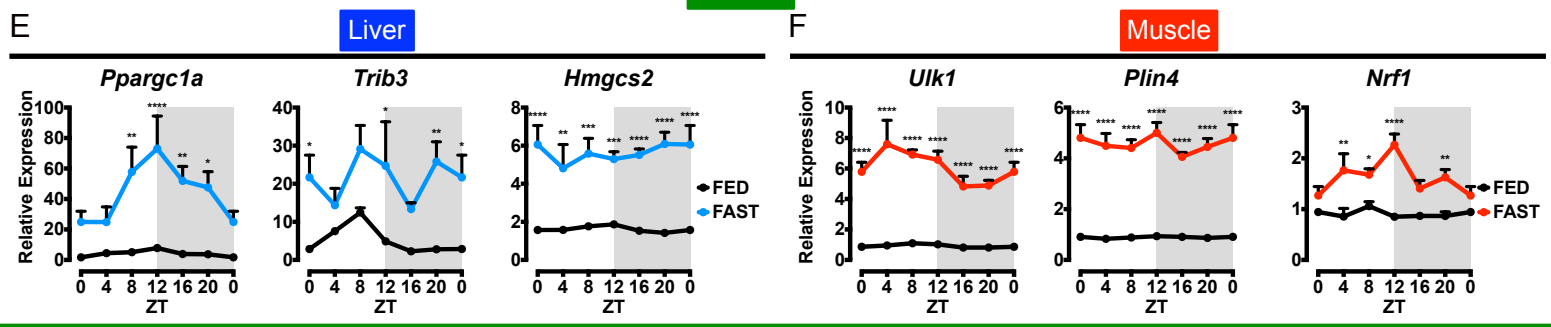 E
Liver
F
Muscle
Ppargc1a
Trib3
Hmgcs2
Ulk1
Plin4
Nrf1
Relative Expression
100
80
60
40
20
0
**
****
**
*
0 4 8 12 16 20 0
ZT
40
30
20
10
0
*
*
**
*
0 4 8 12 16 20 0
ZT
8
6
4
2
0
****
**
***
***
****
****
****
0 4 8 12 16 20 0
ZT
FED
FAST
Relative Expression
10
8
6
4
2
0
****
****
****
****
****
****
****
0 4 8 12 16 20 0
ZT
6
4
2
0
****
****
****
****
****
****
****
0 4 8 12 16 20 0
ZT
3
2
1
0
**
*
****
**
0 4 8 12 16 20 0
ZT
FED
FAST